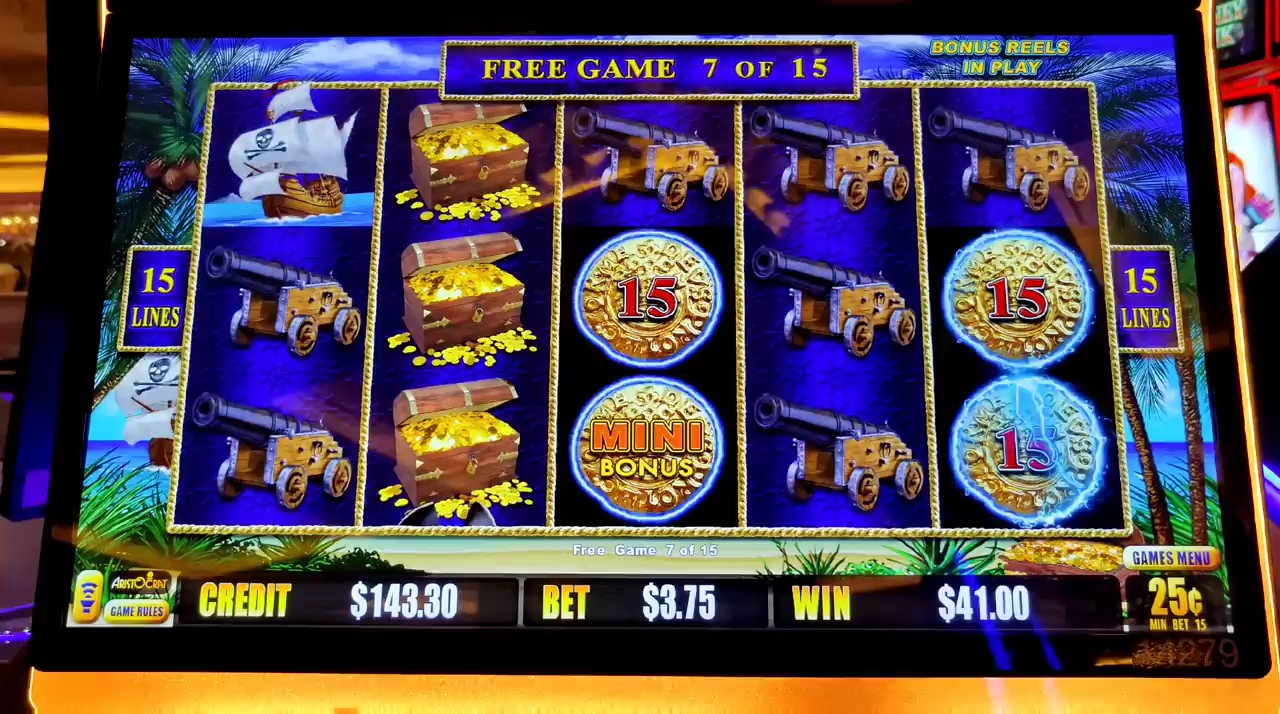 FREE GAME 7 OF 15
BONUS REELS
IN PLAY
15
LINES
15
15
15
LINES
MINI
BONUS
15
Free Game 7 of 15
GAMES MENU
ARISTOCRAT
GAME RULES
CREDIT $143.30
BET $3.75
WIN $41.00
25¢
MIN BET 15